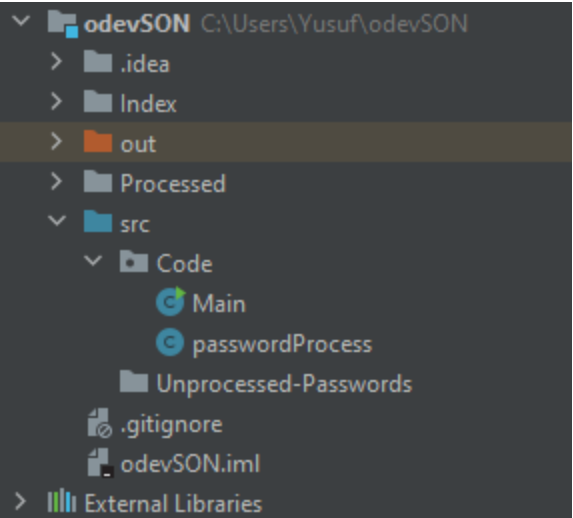 odevSON C:\Users\Yusuf\odevSON
.idea
Index
out
Processed
src
Code
Main
passwordProcess
Unprocessed-Passwords
.gitignore
odevSON.iml
External Libraries